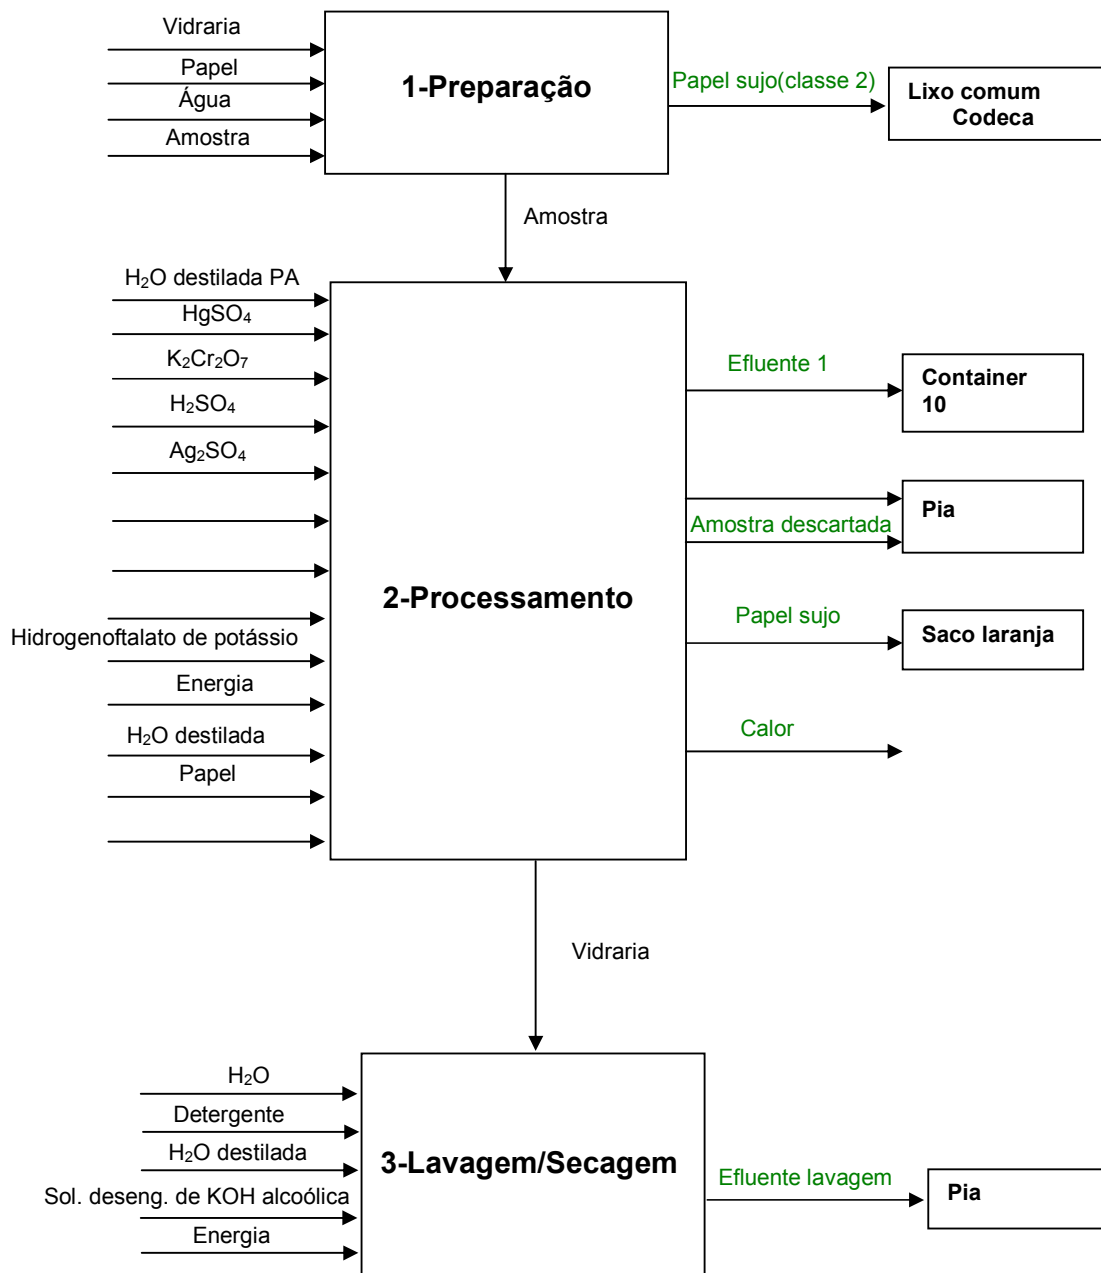 Vidraria
Papel
Água
Amostra
1-Preparação
Papel sujo(classe 2)
Lixo comum
Codeca
Amostra
H₂O destilada PA
HgSO₄
K₂Cr₂O₇
H₂SO₄
Ag₂SO₄
Hidrogenoftalato de potássio
Energia
H₂O destilada
Papel
2-Processamento
Efluente 1
Container
10
Amostra descartada
Pia
Papel sujo
Saco laranja
Calor
Vidraria
H₂O
Detergente
H₂O destilada
Sol. deseng. de KOH alcoólica
Energia
3-Lavagem/Secagem
Efluente lavagem
Pia